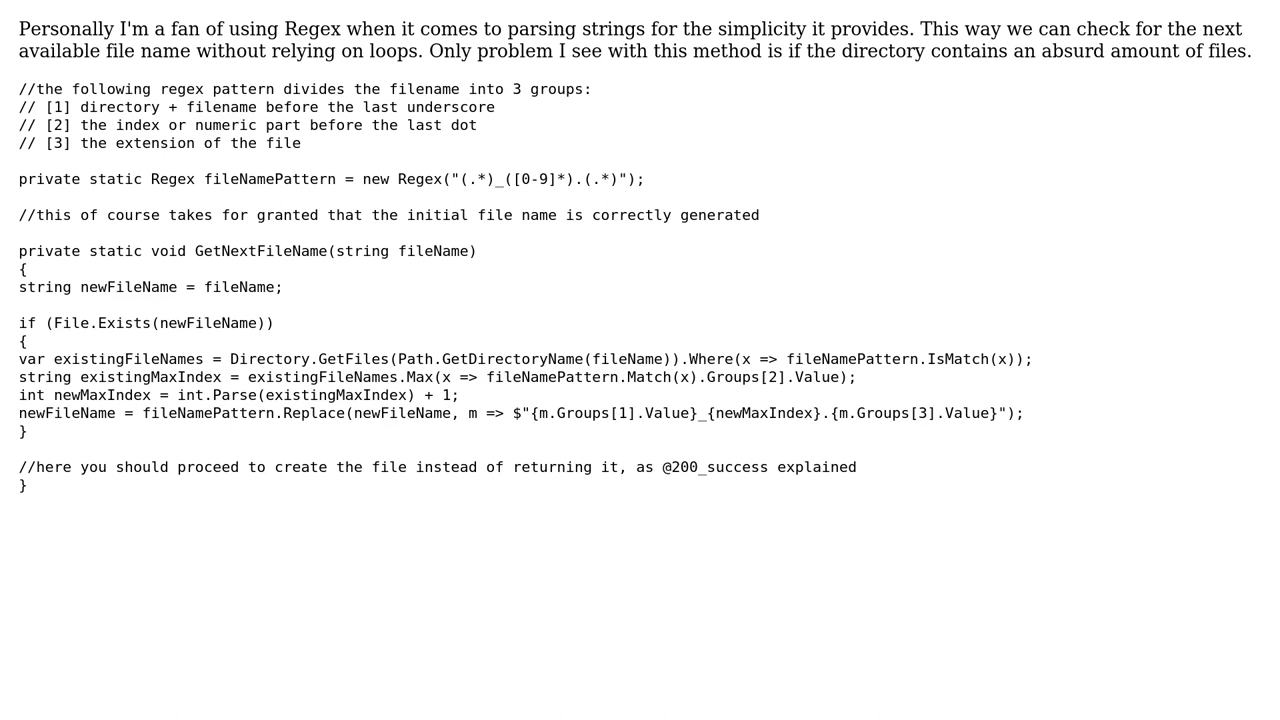 Personally I'm a fan of using Regex when it comes to parsing strings for the simplicity it provides. This way we can check for the next
available file name without relying on loops. Only problem I see with this method is if the directory contains an absurd amount of files.
//the following regex pattern divides the filename into 3 groups:
// [1] directory + filename before the last underscore
// [2] the index or numeric part before the last dot
// [3] the extension of the file
private static Regex fileNamePattern = new Regex("(.*)_([0-9]*).(.*)");
//this of course takes for granted that the initial file name is correctly generated
private static void GetNextFileName(string fileName)
{
string newFileName = fileName;
if (File.Exists(newFileName))
{
var existingFileNames = Directory.GetFiles(Path.GetDirectoryName(fileName)).Where(x => fileNamePattern.IsMatch(x));
string existingMaxIndex = existingFileNames.Max(x => fileNamePattern.Match(x).Groups[2].Value);
int newMaxIndex = int.Parse(existingMaxIndex) + 1;
newFileName = fileNamePattern.Replace(newFileName, m => $"{m.Groups[1].Value}_{newMaxIndex}.{m.Groups[3].Value}");
}
//here you should proceed to create the file instead of returning it, as @200_success explained
}